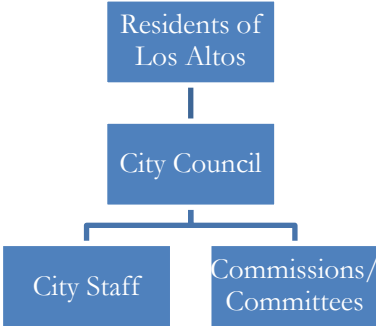 Residents of
Los Altos
City Council
City Staff
Commissions/
Committees